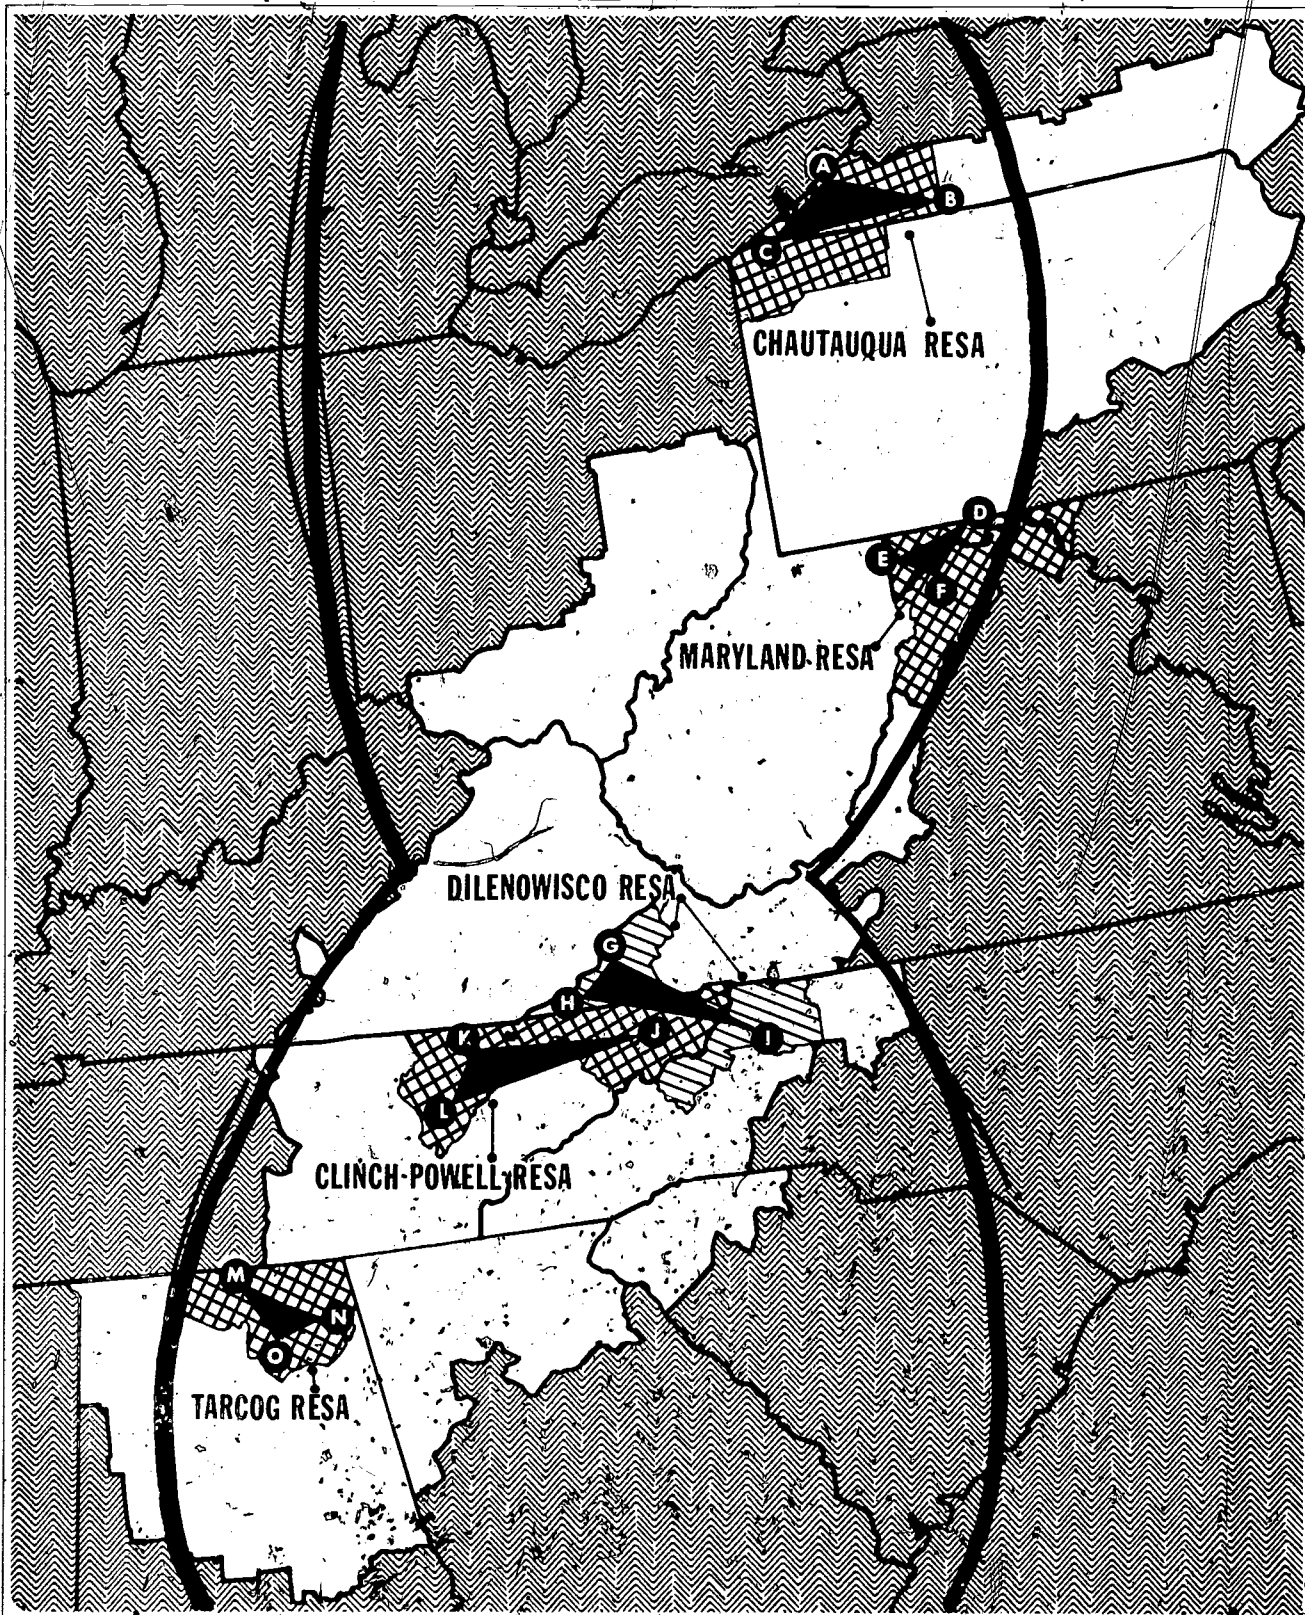 A
B
C
CHAUTAUQUA RESA
D
E
F
MARYLAND RESA
DILENOWISCO RESA
G
H
I
J
K
L
CLINCH-POWELL RESA
M
N
O
TARCOG RESA